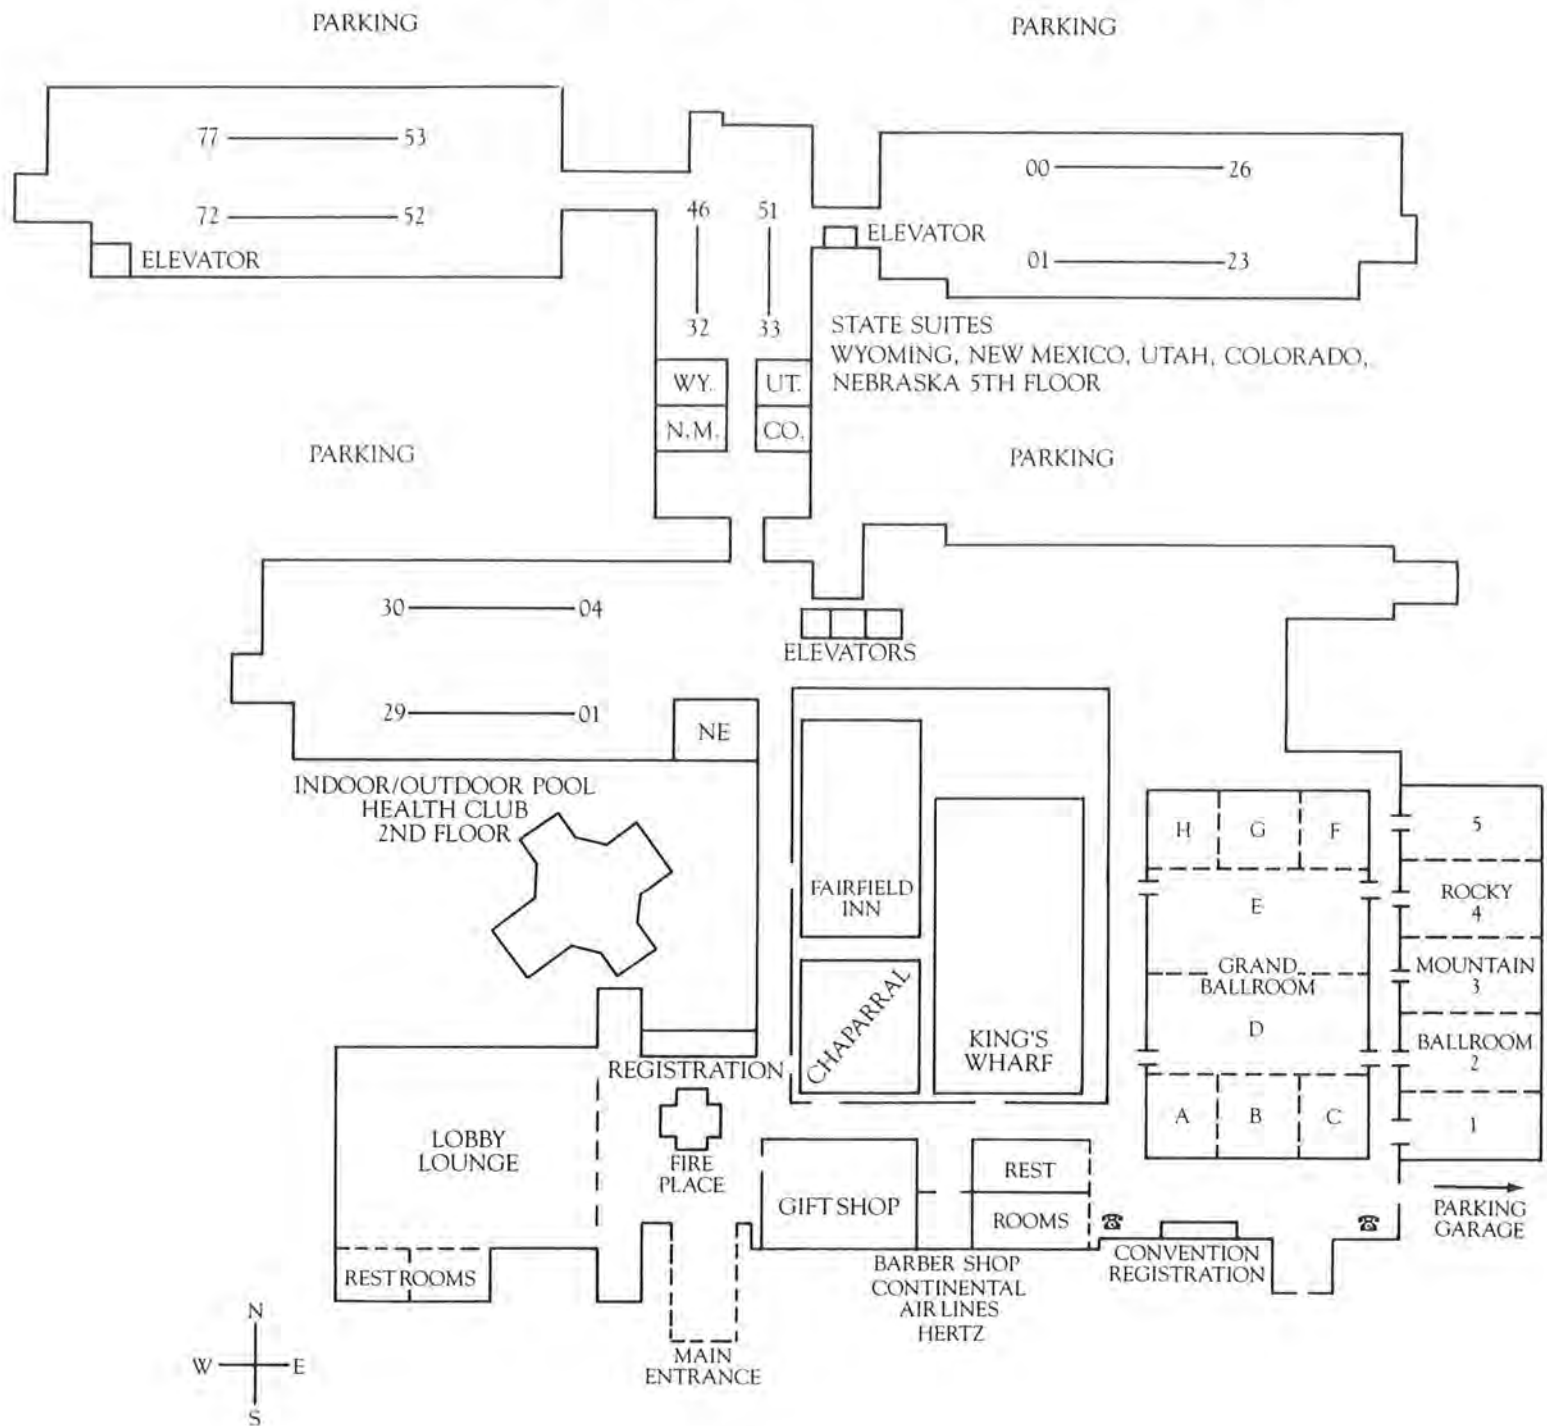 PARKING
PARKING
77 53
00 26
72 52
46 51
ELEVATOR
ELEVATOR
01 23
32 33
STATE SUITES
WYOMING, NEW MEXICO, UTAH, COLORADO,
NEBRASKA 5TH FLOOR
WY. UT.
N.M. CO.
PARKING
PARKING
30 04
ELEVATORS
29 01
NE
INDOOR/OUTDOOR POOL
HEALTH CLUB
2ND FLOOR
FAIRFIELD
INN
CHAPARRAL
KING'S
WHARF
H G F
E
GRAND
BALLROOM
D
A B C
5
ROCKY
4
MOUNTAIN
3
BALLROOM
2
1
REGISTRATION
LOBBY
LOUNGE
FIRE
PLACE
GIFT SHOP
REST
ROOMS
PARKING
GARAGE
CONVENTION
REGISTRATION
RESTROOMS
BARBER SHOP
CONTINENTAL
AIRLINES
HERTZ
MAIN
ENTRANCE
N
W E
S